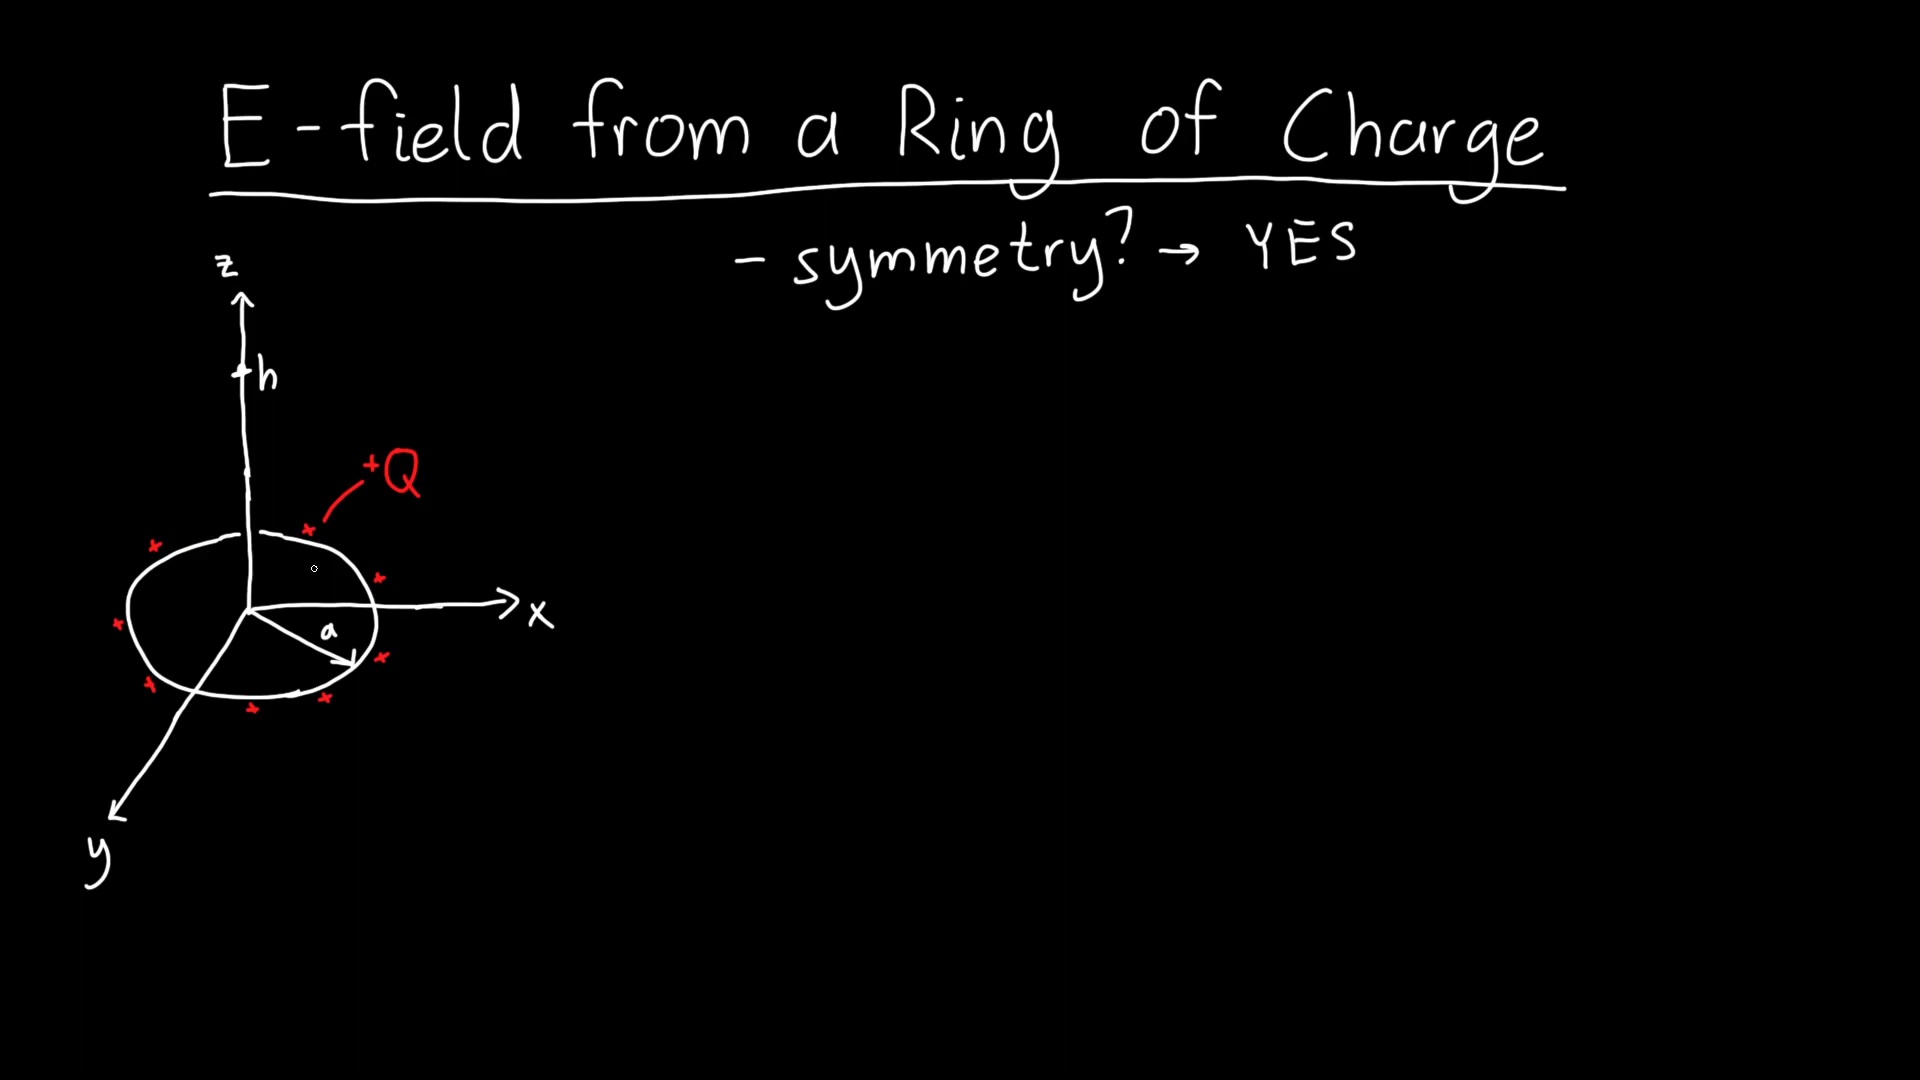 E-field from a Ring of Charge
- symmetry? → YES
z
h
+Q
a
x
y